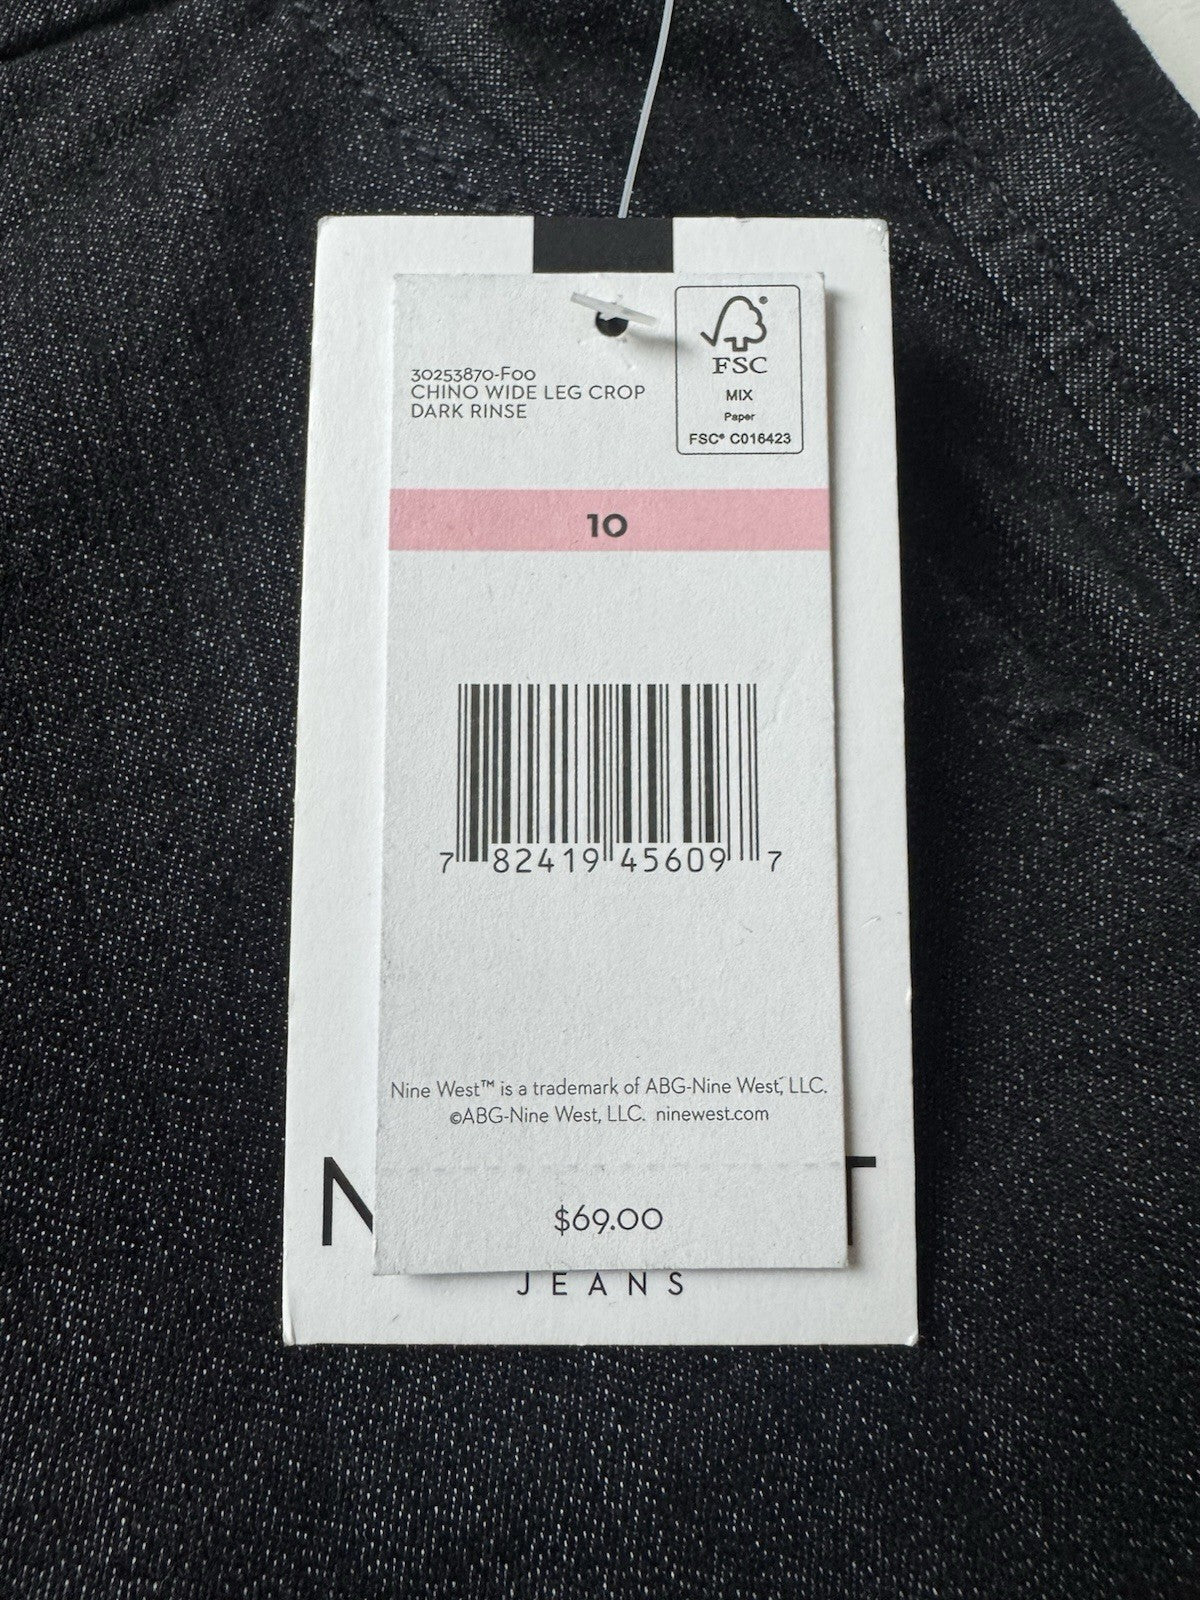 30253870-F00
CHINO WIDE LEG CROP
DARK RINSE
FSC®
MIX
Paper
FSC® C016423
10
7 82419 45609 7
Nine West™ is a trademark of ABG-Nine West, LLC.
©ABG-Nine West, LLC. ninewest.com
$69.00
N T
JEANS